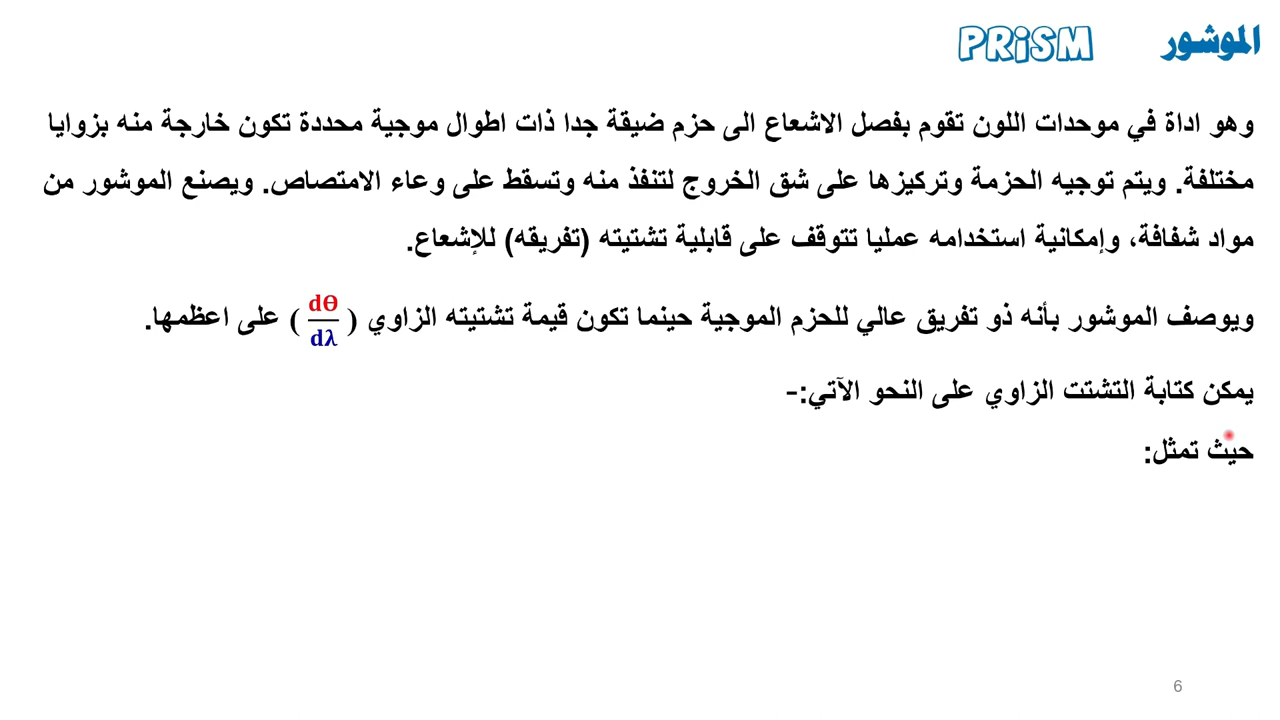 الموشور PRiSM
وهو اداة في موحدات اللون تقوم بفصل الاشعاع الى حزم ضيقة جدا ذات اطوال موجية محددة تكون خارجة منه بزوايا
مختلفة. ويتم توجيه الحزمة وتركيزها على شق الخروج لتنفذ منه وتسقط على وعاء الامتصاص. ويصنع الموشور من
مواد شفافة، وإمكانية استخدامه عمليا تتوقف على قابلية تشتيته (تفريقه) للإشعاع.
ويوصف الموشور بأنه ذو تفريق عالي للحزم الموجية حينما تكون قيمة تشتيته الزاوي ( dϴ/dλ ) على اعظمها.
يمكن كتابة التشتت الزاوي على النحو الآتي:-
حيث تمثل:
6